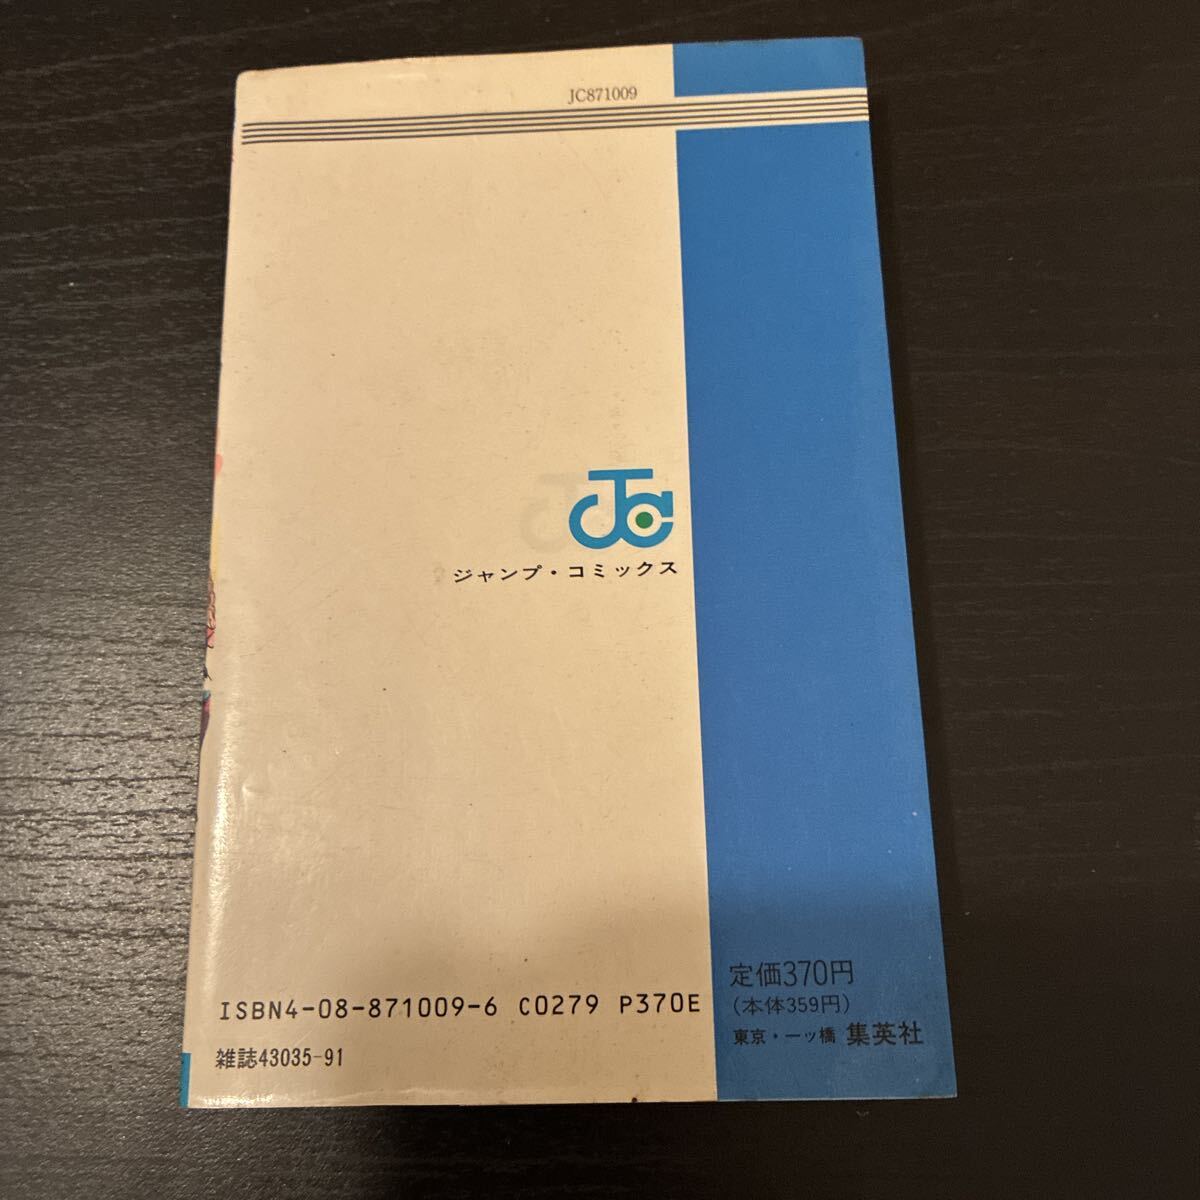 JC871009
JC
ジャンプ・コミックス
定価370円
(本体359円)
東京・一ッ橋 集英社
ISBN4-08-871009-6 C0279 P370E
雑誌43035-91